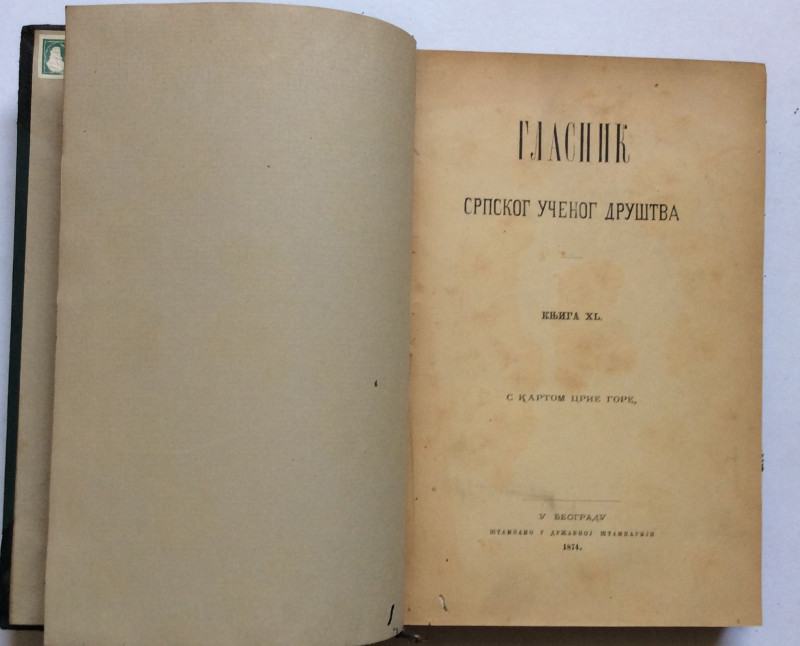 ГЛАСНИК
СРПСКОГ УЧЕНОГ ДРУШТВА
КЊИГА XL.
С КАРТОМ ЦРНЕ ГОРЕ,
У БЕОГРАДУ
ШТАМПАНО У ДРЖАВНОЈ ШТАМПАРИЈИ
1874.